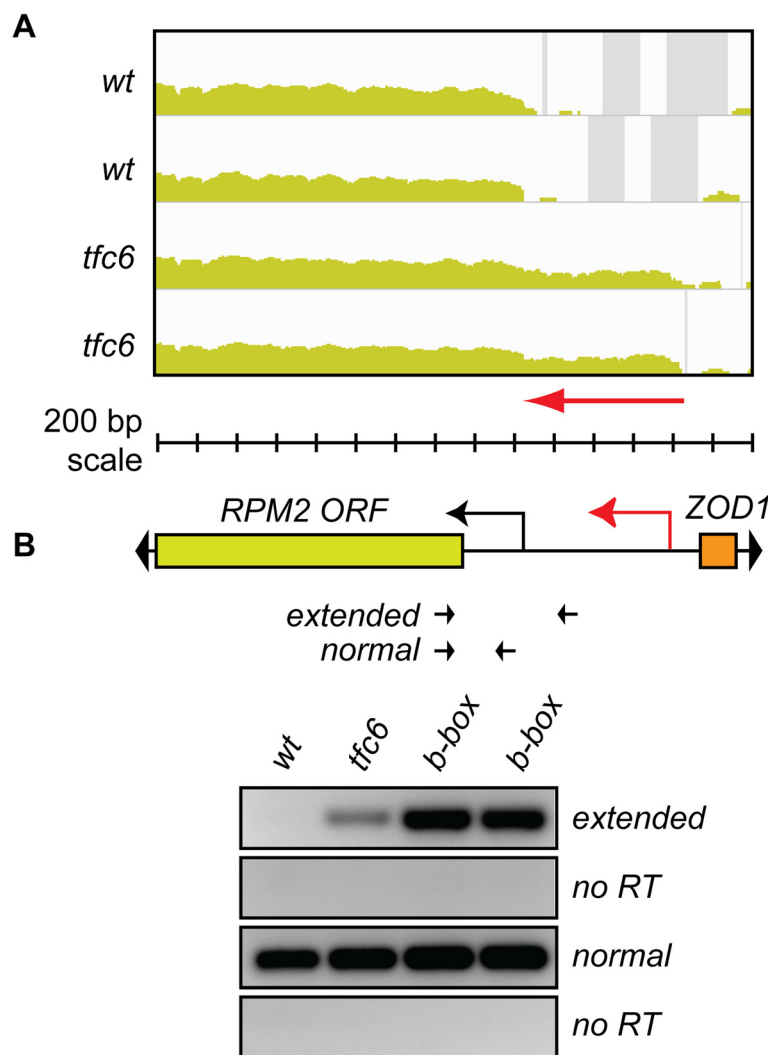 A
wt
wt
tfc6
tfc6
200 bp
scale
B
RPM2 ORF
ZOD1
extended
normal
wt
tfc6
b-box
b-box
extended
no RT
normal
no RT